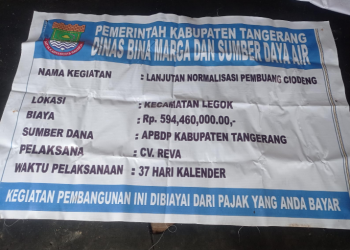 PEMERINTAH KABUPATEN TANGERANG
DINAS BINA MARGA DAN SUMBER DAYA AIR
NAMA KEGIATAN : LANJUTAN NORMALISASI PEMBUANG CIODENG
LOKASI : KECAMATAN LEGOK
BIAYA : Rp. 594,460,000.00,-
SUMBER DANA : APBDP KABUPATEN TANGERANG
PELAKSANA : CV. REVA
WAKTU PELAKSANAAN : 37 HARI KALENDER
KEGIATAN PEMBANGUNAN INI DIBIAYAI DARI PAJAK YANG ANDA BAYAR